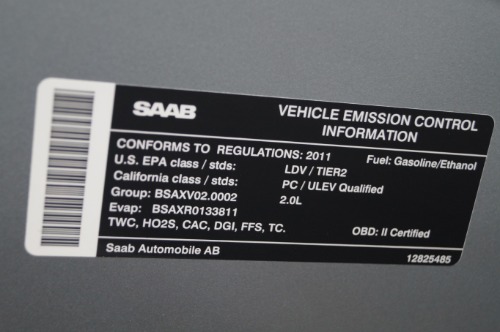 SAAB
VEHICLE EMISSION CONTROL
INFORMATION
CONFORMS TO REGULATIONS: 2011 Fuel: Gasoline/Ethanol
U.S. EPA class / stds: LDV / TIER2
California class / stds: PC / ULEV Qualified
Group: BSAXV02.0002 2.0L
Evap: BSAXR0133811
TWC, HO2S, CAC, DGI, FFS, TC. OBD: II Certified
Saab Automobile AB 12825485